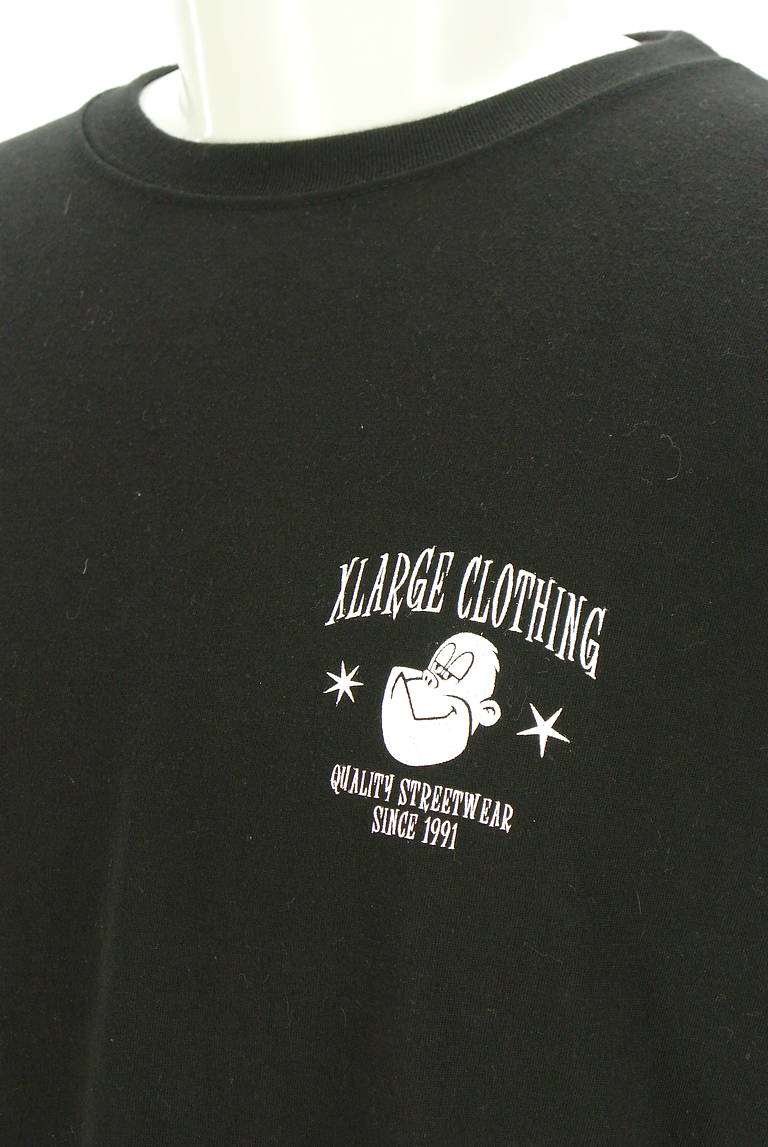 XLARGE CLOTHING
QUALITY STREETWEAR
SINCE 1991